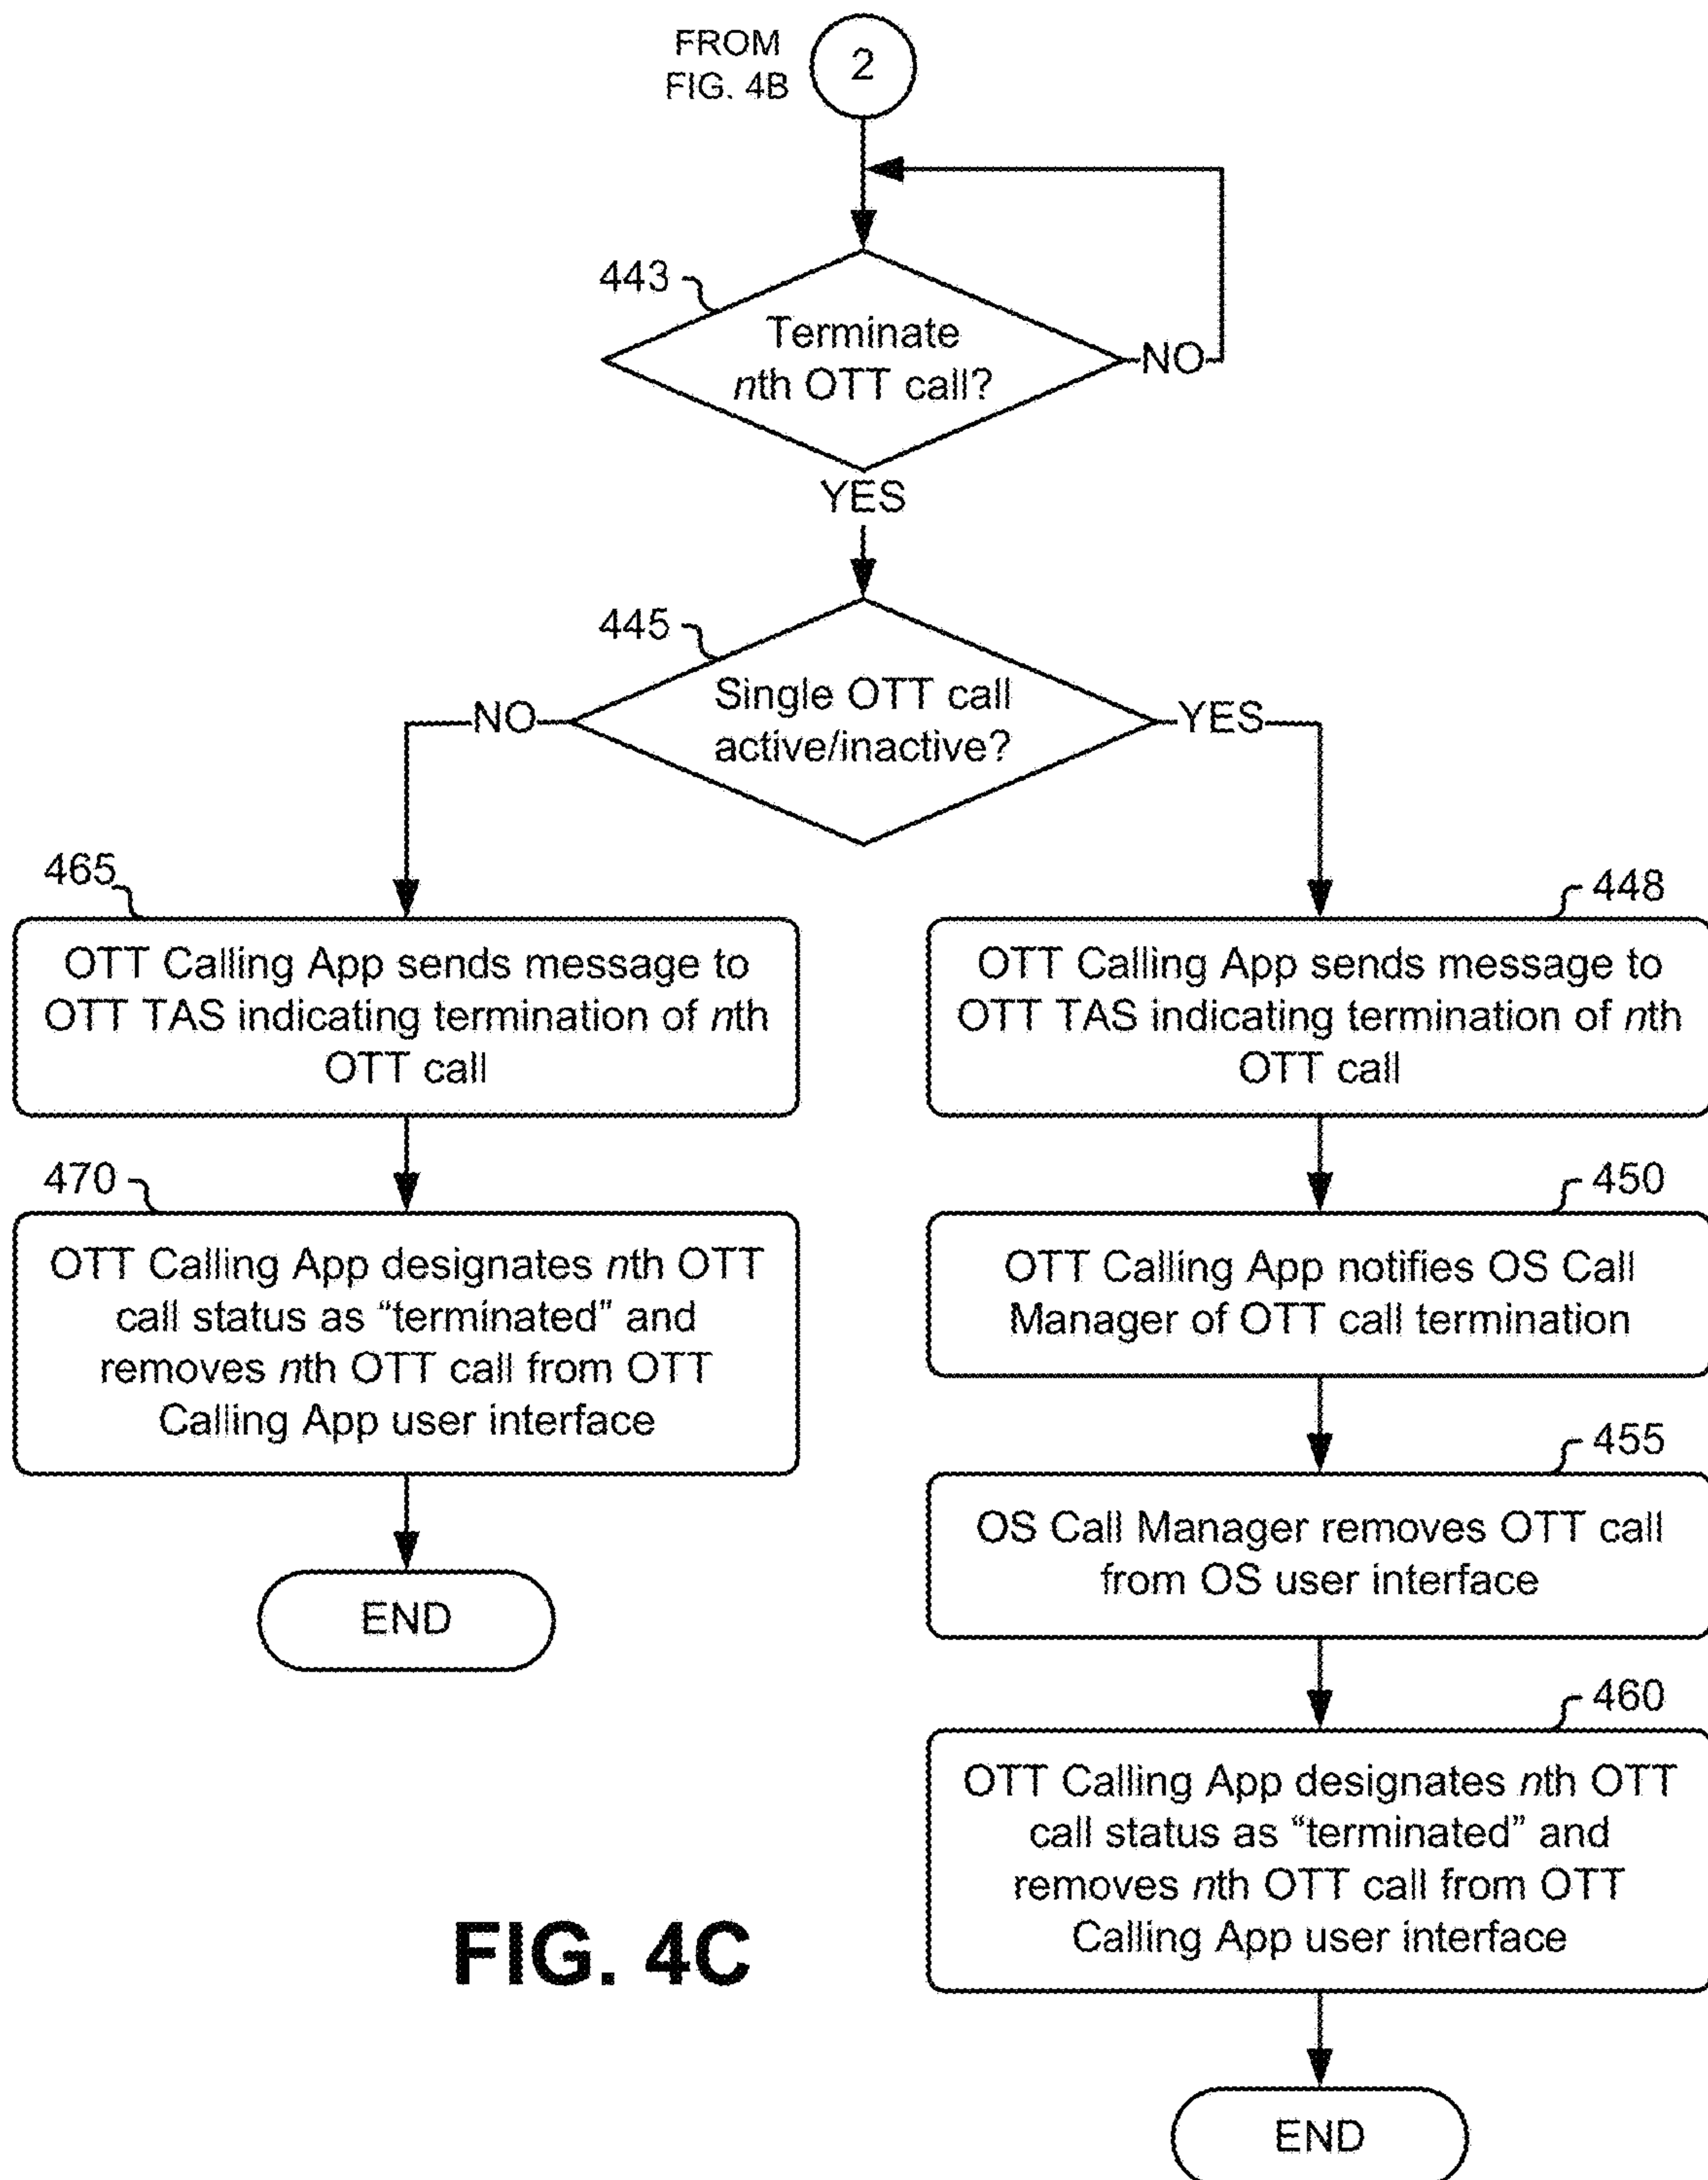 FROM
FIG. 4B
2
443
Terminate
nth OTT call?
NO
YES
445
Single OTT call
active/inactive?
NO
YES
465
OTT Calling App sends message to
OTT TAS indicating termination of nth
OTT call
470
OTT Calling App designates nth OTT
call status as “terminated” and
removes nth OTT call from OTT
Calling App user interface
END
448
OTT Calling App sends message to
OTT TAS indicating termination of nth
OTT call
450
OTT Calling App notifies OS Call
Manager of OTT call termination
455
OS Call Manager removes OTT call
from OS user interface
460
OTT Calling App designates nth OTT
call status as “terminated” and
removes nth OTT call from OTT
Calling App user interface
END
FIG. 4C